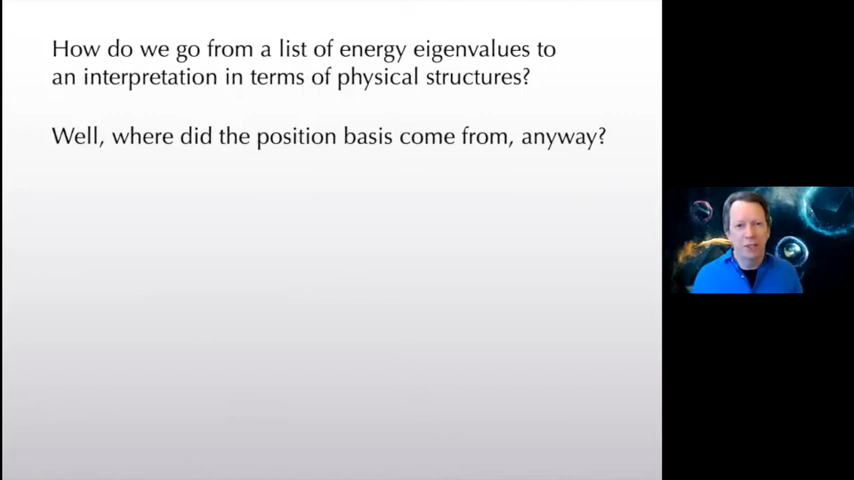 How do we go from a list of energy eigenvalues to
an interpretation in terms of physical structures?
Well, where did the position basis come from, anyway?